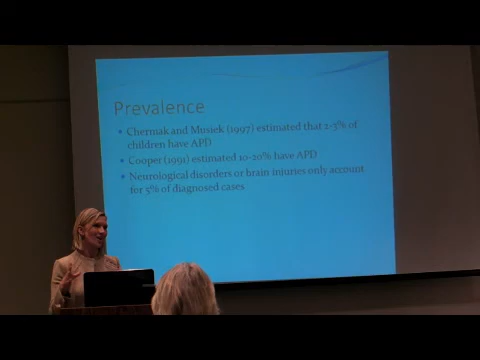 Prevalence
Chermak and Musiek (1997) estimated that 2-3% of
children have APD
Cooper (1991) estimated 10-20% have APD
Neurological disorders or brain injuries only account
for 5% of diagnosed cases